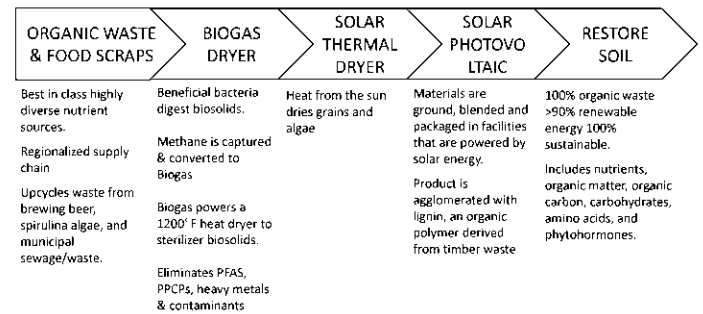 ORGANIC WASTE
& FOOD SCRAPS
BIOGAS
DRYER
SOLAR
THERMAL
DRYER
SOLAR
PHOTOVO
LTAIC
RESTORE
SOIL
Best in class highly
diverse nutrient
sources.
Regionalized supply
chain
Upcycles waste from
brewing beer,
spirulina algae, and
municipal
sewage/waste.
Beneficial bacteria
digest biosolids.
Methane is captured
& converted to
Biogas
Biogas powers a
1200° F heat dryer to
sterilizer biosolids.
Eliminates PFAS,
PPCPs, heavy metals
& contaminants
Heat from the sun
dries grains and
algae
Materials are
ground, blended and
packaged in facilities
that are powered by
solar energy.
Product is
agglomerated with
lignin, an organic
polymer derived
from timber waste
100% organic waste
>90% renewable
energy 100%
sustainable.
Includes nutrients,
organic matter, organic
carbon, carbohydrates,
amino acids, and
phytohormones.